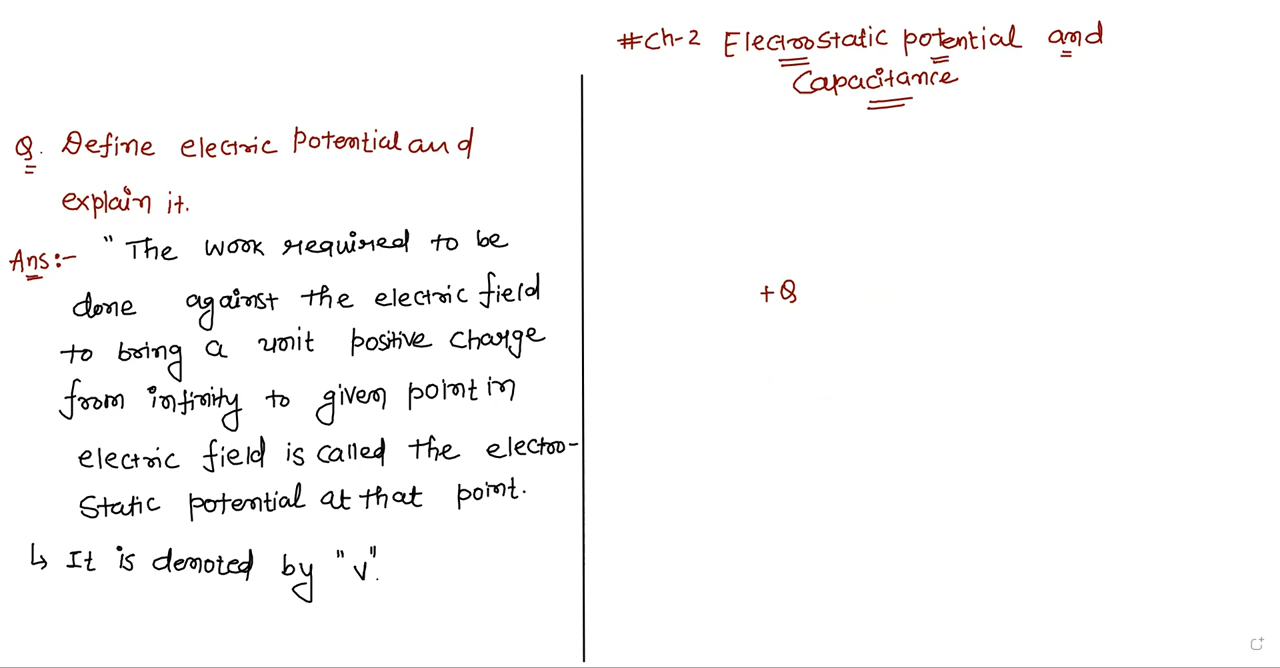 #Ch-2 Electrostatic potential and
Capacitance
Q. Define electric potential and
explain it.
Ans:- "The work required to be
done against the electric field
to bring a unit positive charge
from infinity to given point in
electric field is called the electro-
static potential at that point.
↳ It is denoted by "V".
+Q